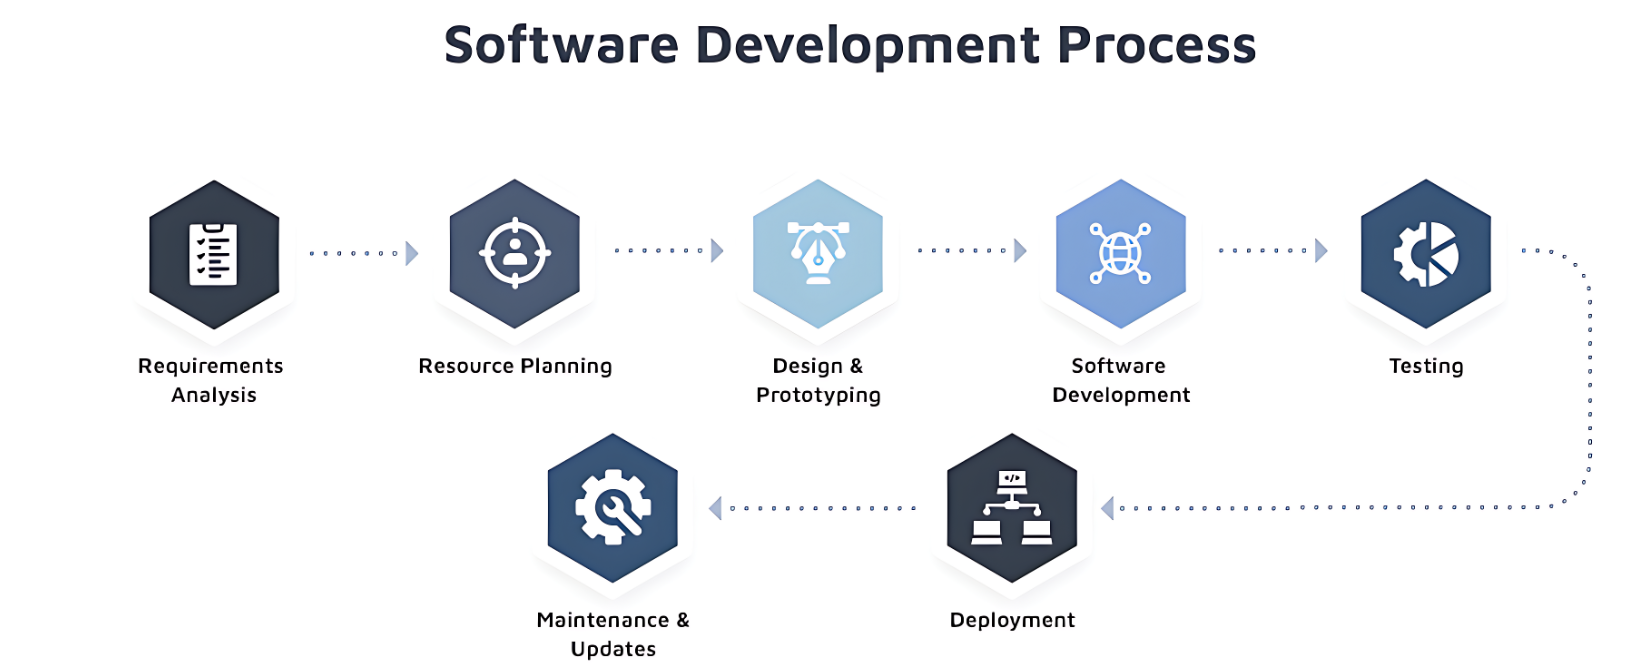 Software Development Process
Requirements
Analysis
Resource Planning
Design &
Prototyping
Software
Development
Testing
</>
Maintenance &
Updates
Deployment